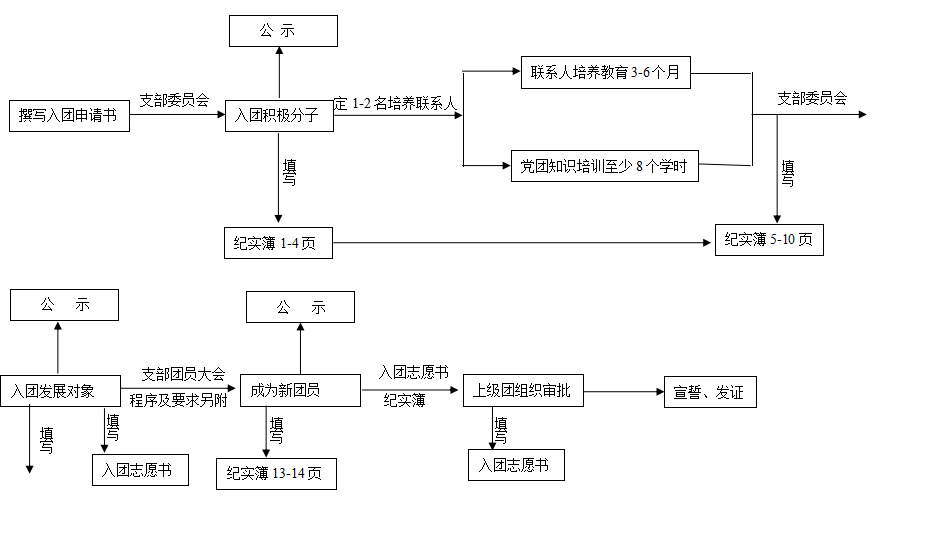 公 示
联系人培养教育 3-6 个月
支部委员会
支部委员会
撰写入团申请书
入团积极分子
定 1-2 名培养联系人
党团知识培训至少 8 个学时
填写
填写
纪实簿 1-4 页
纪实簿 5-10 页
公 示
公 示
入团发展对象
支部团员大会
程序及要求另附
成为新团员
入团志愿书
纪实簿
上级团组织审批
宣誓、发证
填写
填写
填写
填写
入团志愿书
纪实簿 13-14 页
入团志愿书